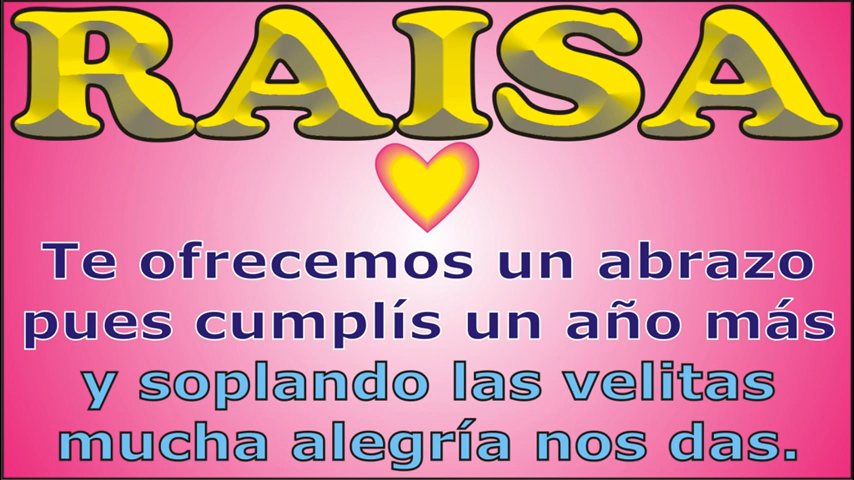 RAISA
Te ofrecemos un abrazo
pues cumplís un año más
y soplando las velitas
mucha alegría nos das.